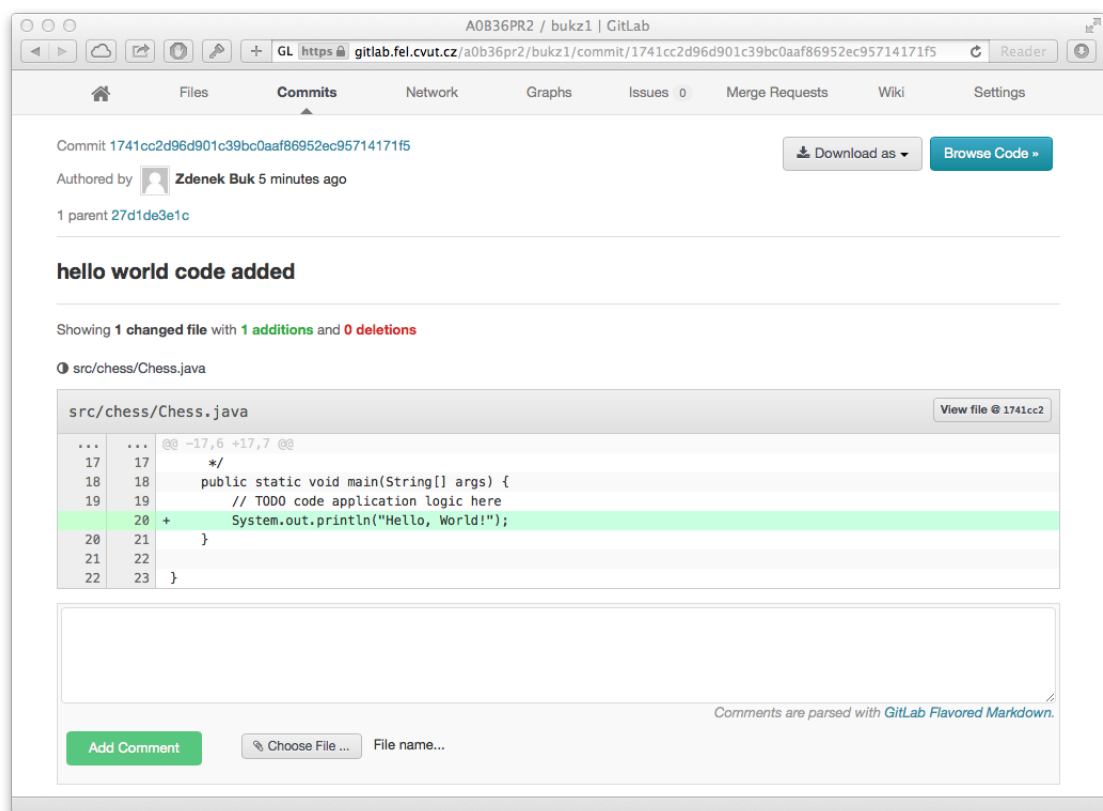 A0B36PR2 / bukz1 | GitLab
GL https gitlab.fel.cvut.cz/a0b36pr2/bukz1/commit/1741cc2d96d901c39bc0aaf86952ec95714171f5 Reader
Files Commits Network Graphs Issues 0 Merge Requests Wiki Settings
Commit 1741cc2d96d901c39bc0aaf86952ec95714171f5
Download as Browse Code »
Authored by Zdenek Buk 5 minutes ago
1 parent 27d1de3e1c
hello world code added
Showing 1 changed file with 1 additions and 0 deletions
src/chess/Chess.java
src/chess/Chess.java View file @ 1741cc2
... ... @@ -17,6 +17,7 @@
17 17 */
18 18 public static void main(String[] args) {
19 19 // TODO code application logic here
20 + System.out.println("Hello, World!");
20 21 }
21 22
22 23 }
Comments are parsed with GitLab Flavored Markdown.
Add Comment Choose File ... File name...